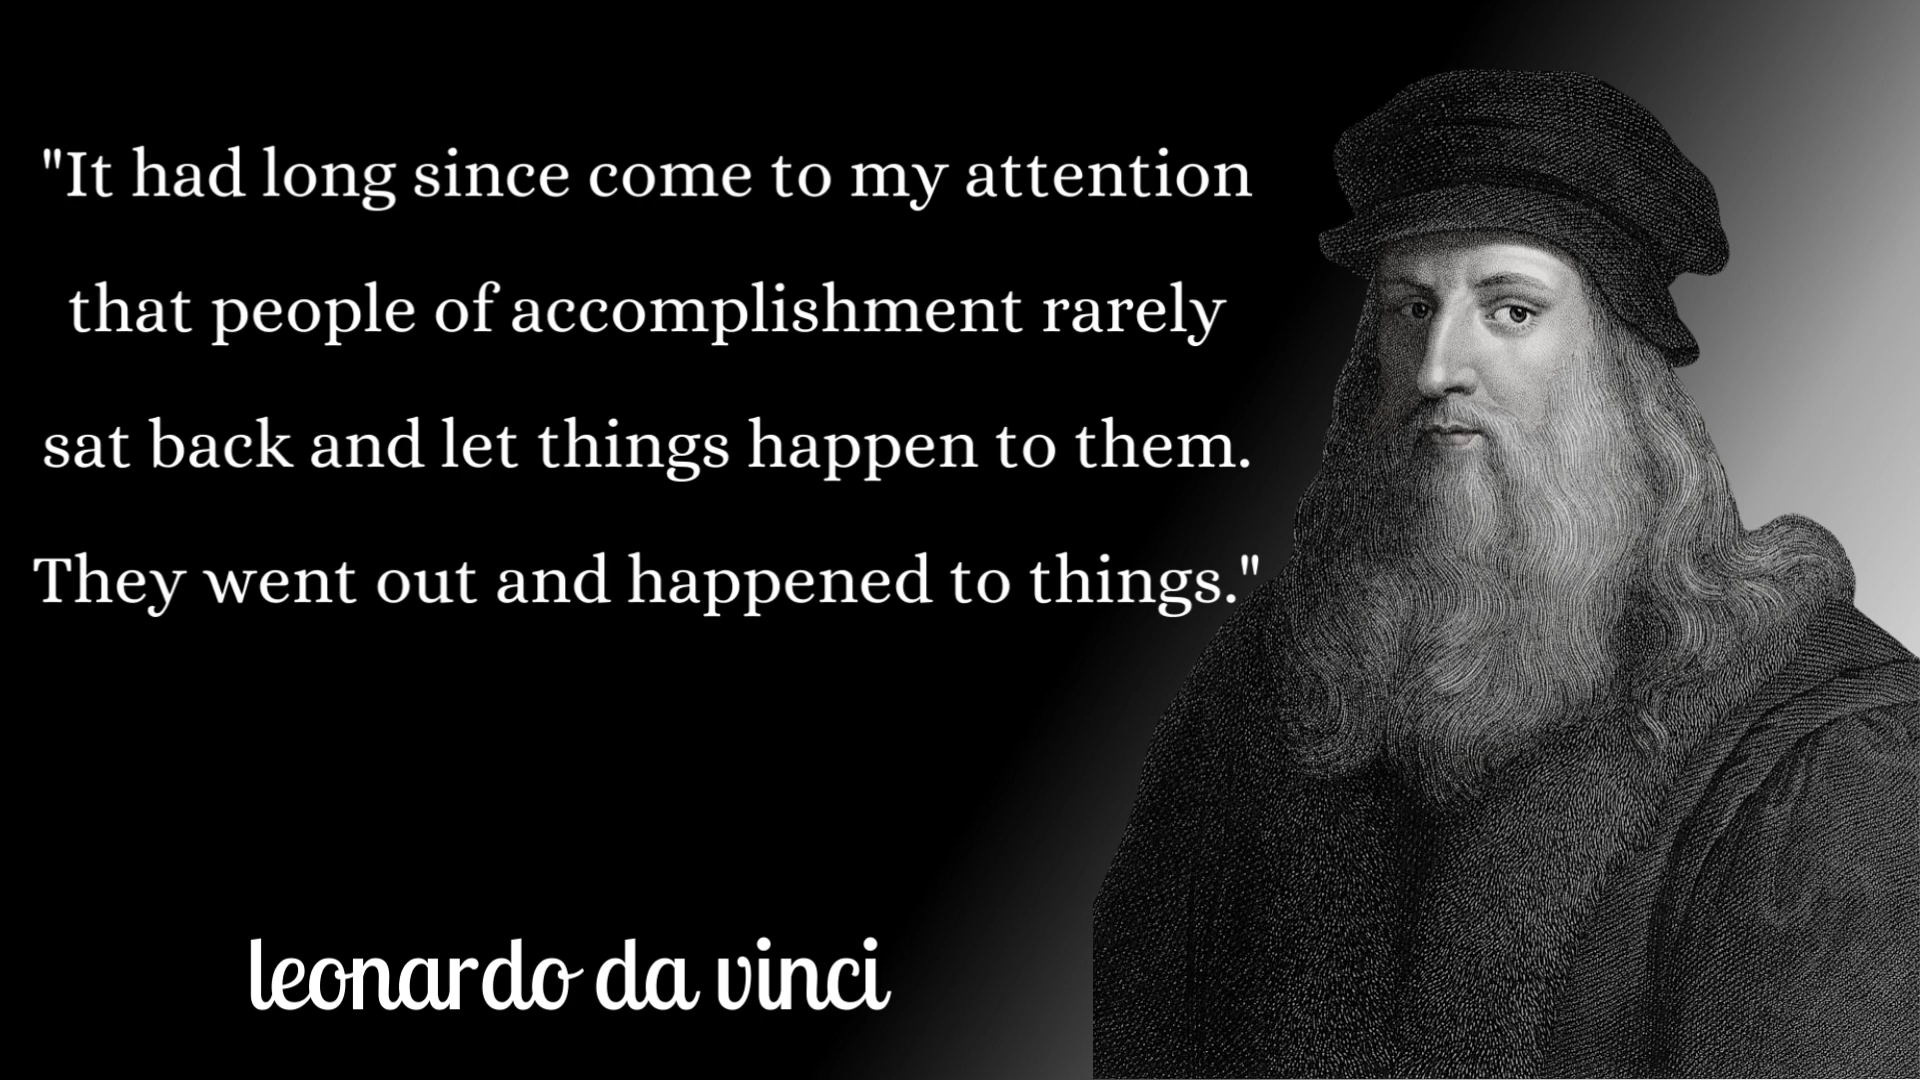 "It had long since come to my attention
that people of accomplishment rarely
sat back and let things happen to them.
They went out and happened to things."
leonardo da vinci